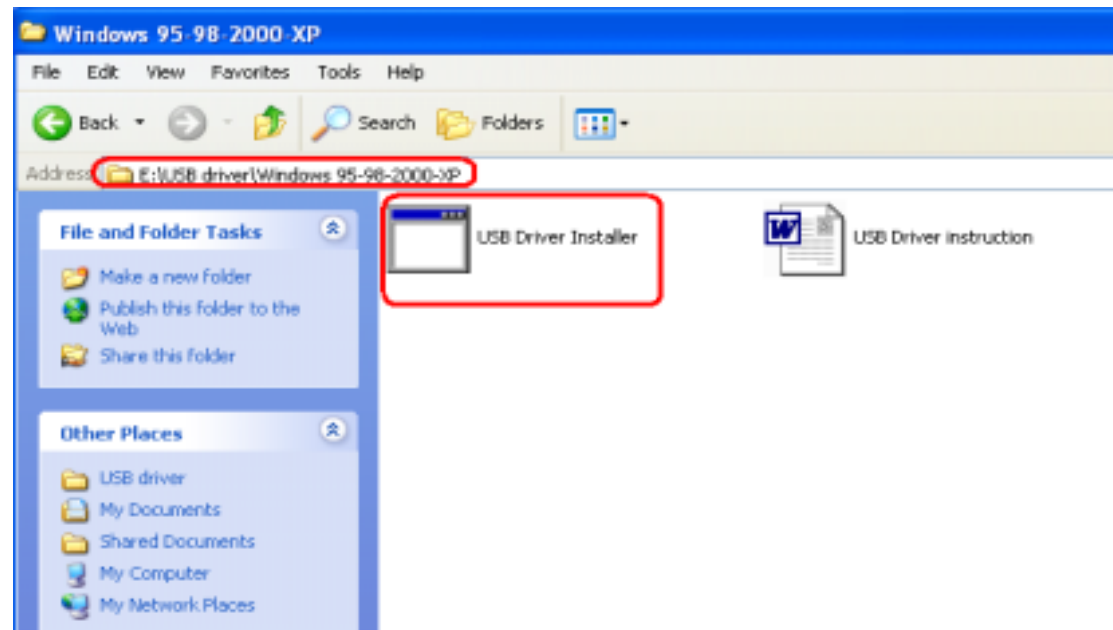 Windows 95-98-2000-XP
File Edit View Favorites Tools Help
Back Search Folders
Address E:\USB driver\Windows 95-98-2000-XP
File and Folder Tasks
Make a new folder
Publish this folder to the
Web
Share this folder
Other Places
USB driver
My Documents
Shared Documents
My Computer
My Network Places
USB Driver Installer
W
USB Driver instruction